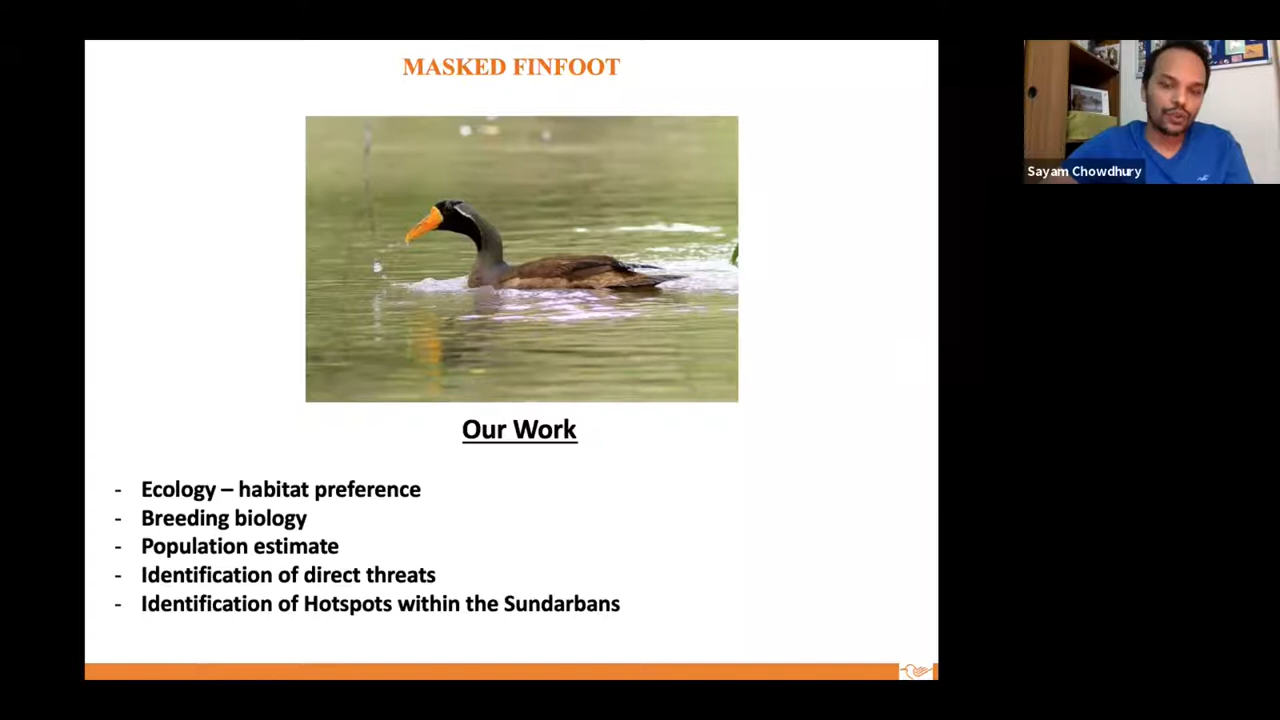 MASKED FINFOOT
Sayam Chowdhury
Our Work
- Ecology – habitat preference
- Breeding biology
- Population estimate
- Identification of direct threats
- Identification of Hotspots within the Sundarbans